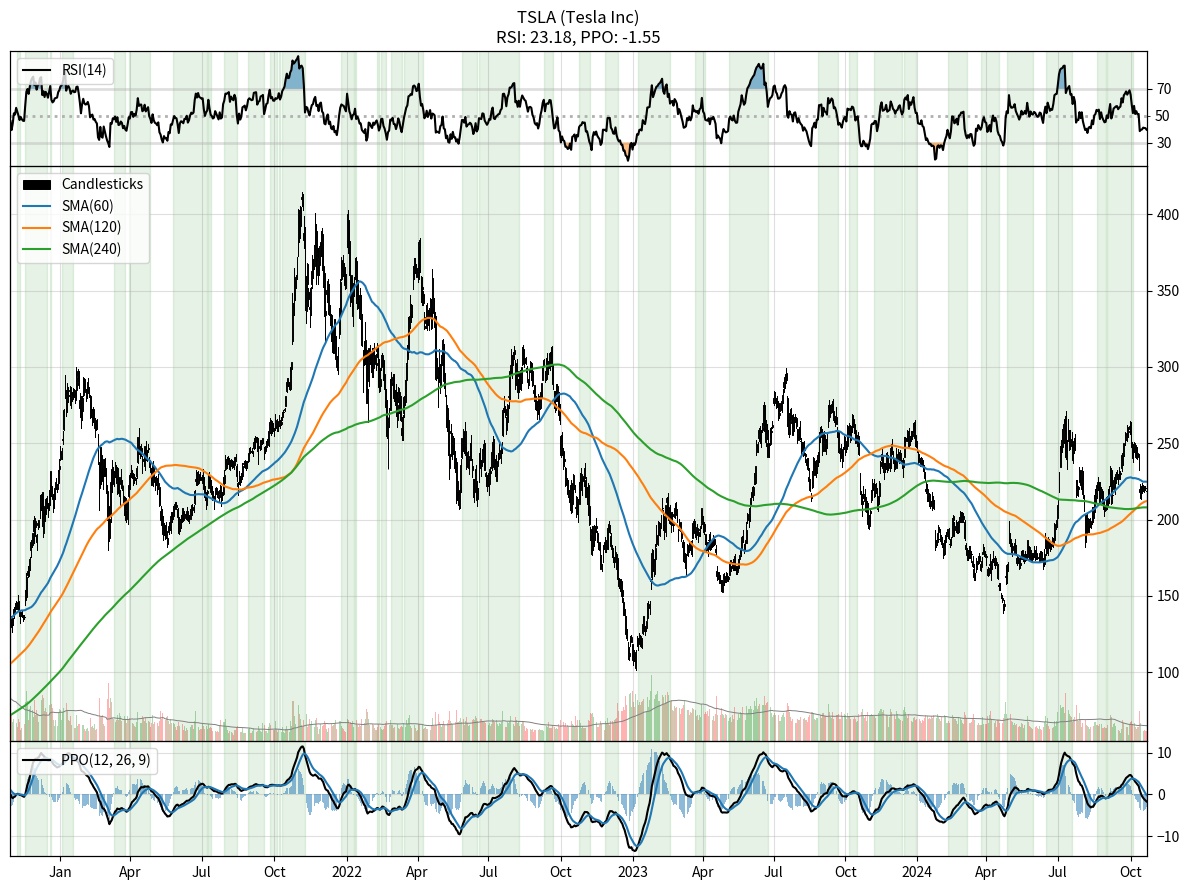 TSLA (Tesla Inc)
RSI: 23.18, PPO: -1.55
RSI(14)
70
50
30
Candlesticks
SMA(60)
SMA(120)
SMA(240)
400
350
300
250
200
150
100
PPO(12, 26, 9)
10
0
−10
Jan Apr Jul Oct 2022 Apr Jul Oct 2023 Apr Jul Oct 2024 Apr Jul Oct